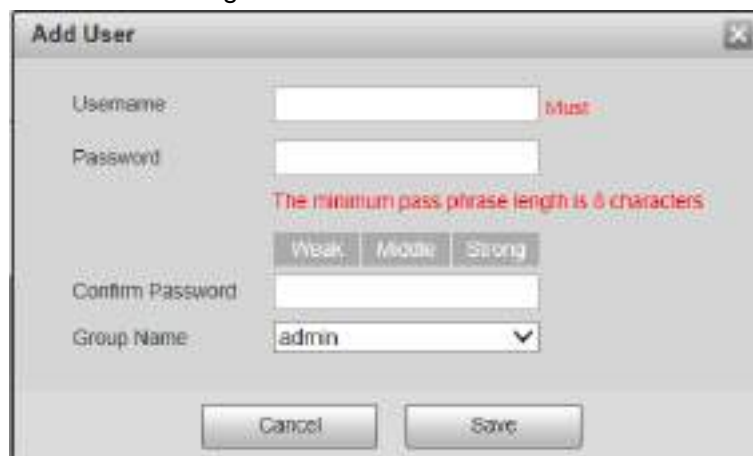 Add User
Username Must
Password
The minimum pass phrase length is 8 characters
Weak Middle Strong
Confirm Password
Group Name admin
Cancel Save